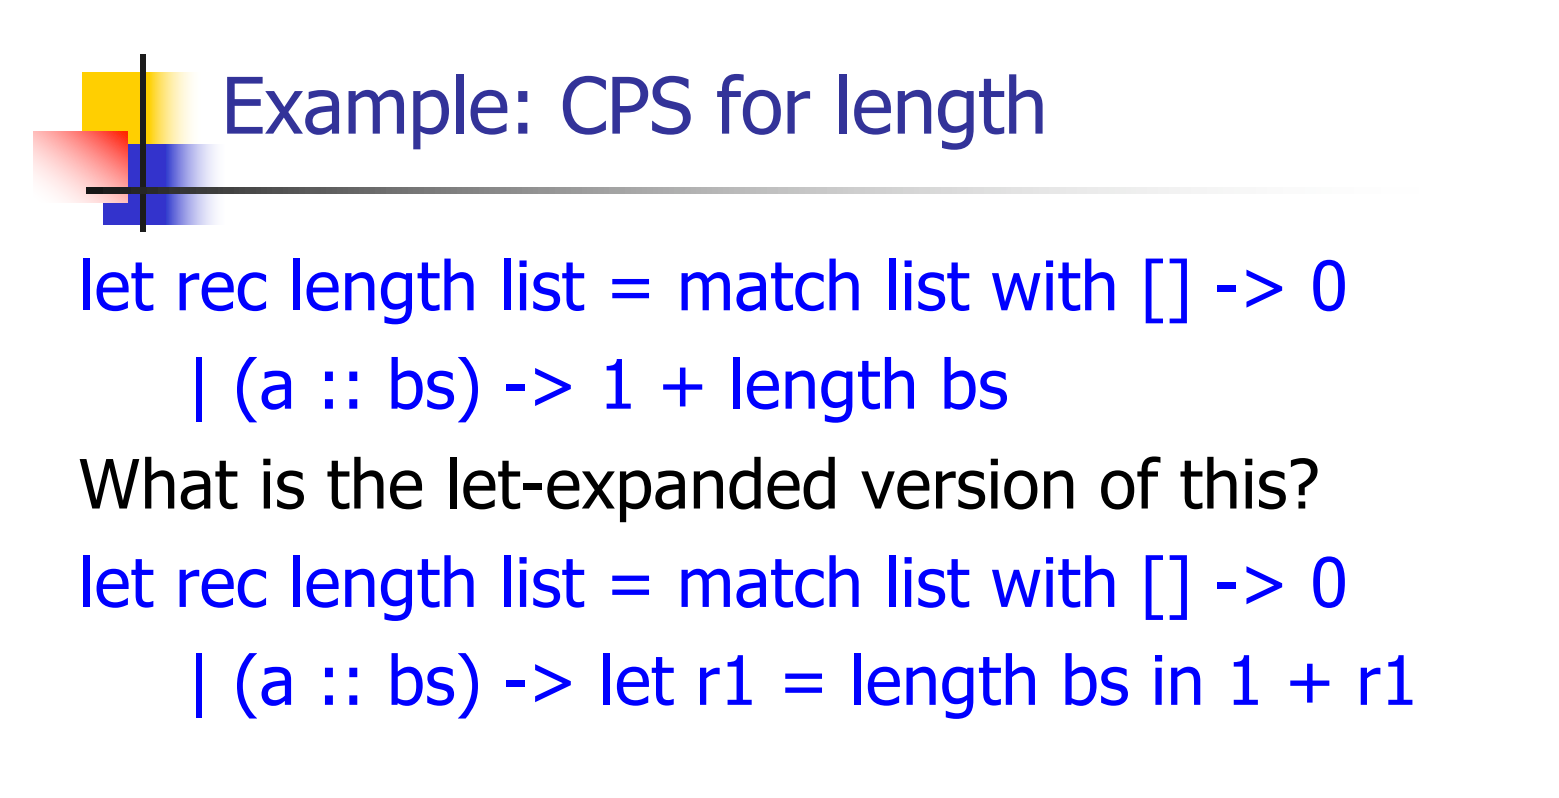 Example: CPS for length
let rec length list = match list with [] -> 0
| (a :: bs) -> 1 + length bs
What is the let-expanded version of this?
let rec length list = match list with [] -> 0
| (a :: bs) -> let r1 = length bs in 1 + r1